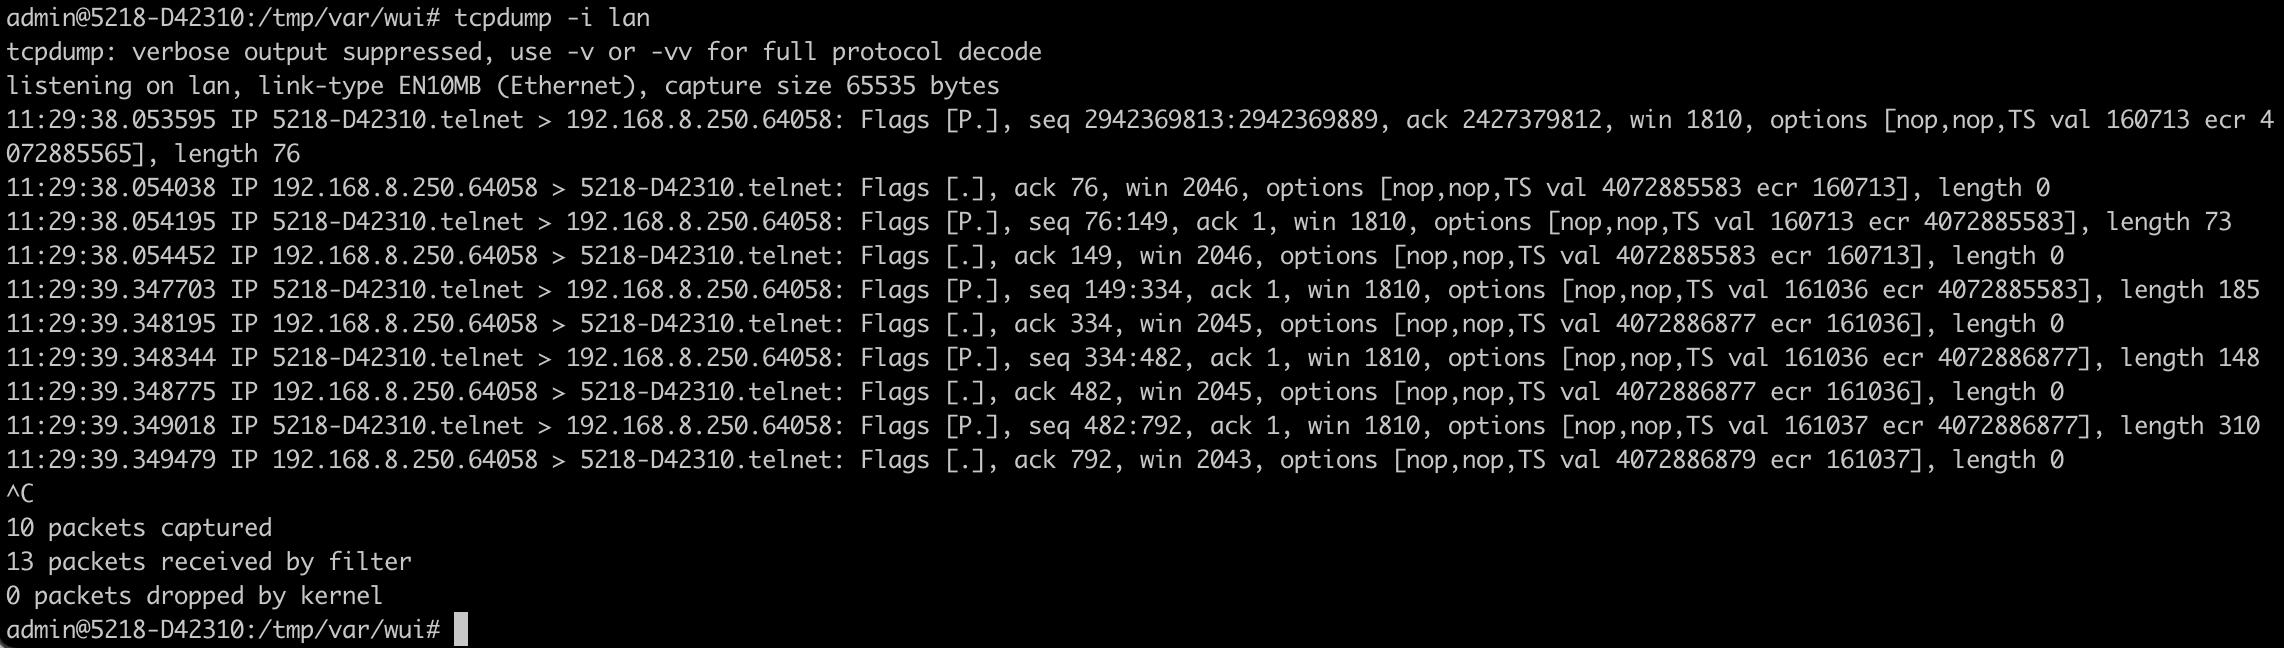 admin@5218-D42310:/tmp/var/wui# tcpdump -i lan
tcpdump: verbose output suppressed, use -v or -vv for full protocol decode
listening on lan, link-type EN10MB (Ethernet), capture size 65535 bytes
11:29:38.053595 IP 5218-D42310.telnet > 192.168.8.250.64058: Flags [P.], seq 2942369813:2942369889, ack 2427379812, win 1810, options [nop,nop,TS val 160713 ecr 4
072885565], length 76
11:29:38.054038 IP 192.168.8.250.64058 > 5218-D42310.telnet: Flags [.], ack 76, win 2046, options [nop,nop,TS val 4072885583 ecr 160713], length 0
11:29:38.054195 IP 5218-D42310.telnet > 192.168.8.250.64058: Flags [P.], seq 76:149, ack 1, win 1810, options [nop,nop,TS val 160713 ecr 4072885583], length 73
11:29:38.054452 IP 192.168.8.250.64058 > 5218-D42310.telnet: Flags [.], ack 149, win 2046, options [nop,nop,TS val 4072885583 ecr 160713], length 0
11:29:39.347703 IP 5218-D42310.telnet > 192.168.8.250.64058: Flags [P.], seq 149:334, ack 1, win 1810, options [nop,nop,TS val 161036 ecr 4072885583], length 185
11:29:39.348195 IP 192.168.8.250.64058 > 5218-D42310.telnet: Flags [.], ack 334, win 2045, options [nop,nop,TS val 4072886877 ecr 161036], length 0
11:29:39.348344 IP 5218-D42310.telnet > 192.168.8.250.64058: Flags [P.], seq 334:482, ack 1, win 1810, options [nop,nop,TS val 161036 ecr 4072886877], length 148
11:29:39.348775 IP 192.168.8.250.64058 > 5218-D42310.telnet: Flags [.], ack 482, win 2045, options [nop,nop,TS val 4072886877 ecr 161036], length 0
11:29:39.349018 IP 5218-D42310.telnet > 192.168.8.250.64058: Flags [P.], seq 482:792, ack 1, win 1810, options [nop,nop,TS val 161037 ecr 4072886877], length 310
11:29:39.349479 IP 192.168.8.250.64058 > 5218-D42310.telnet: Flags [.], ack 792, win 2043, options [nop,nop,TS val 4072886879 ecr 161037], length 0
^C
10 packets captured
13 packets received by filter
0 packets dropped by kernel
admin@5218-D42310:/tmp/var/wui#